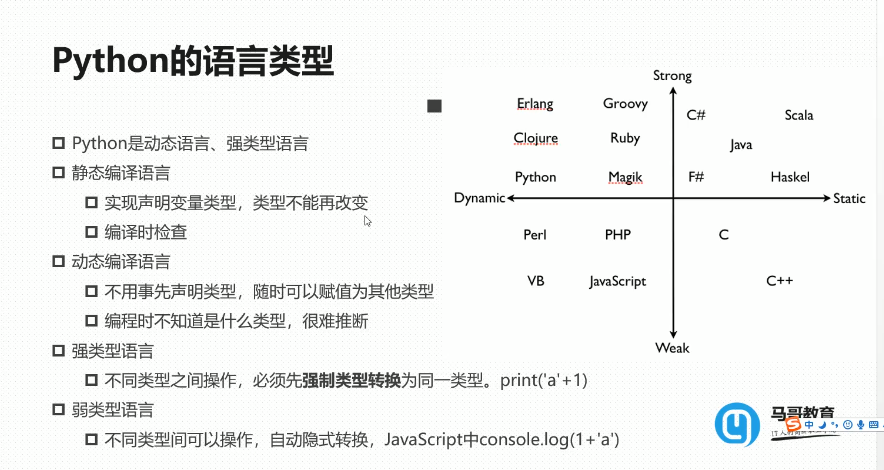 Python的语言类型
Python是动态语言、强类型语言
静态编译语言
实现声明变量类型，类型不能再改变
编译时检查
动态编译语言
不用事先声明类型，随时可以赋值为其他类型
编程时不知道是什么类型，很难推断
强类型语言
不同类型之间操作，必须先强制类型转换为同一类型。print('a'+1)
弱类型语言
不同类型间可以操作，自动隐式转换，JavaScript中console.log(1+'a')
Strong
Erlang Groovy C# Scala
Clojure Ruby Java
Python Magik F# Haskel
Dynamic Static
Perl PHP C
VB JavaScript C++
Weak
马哥教育
中